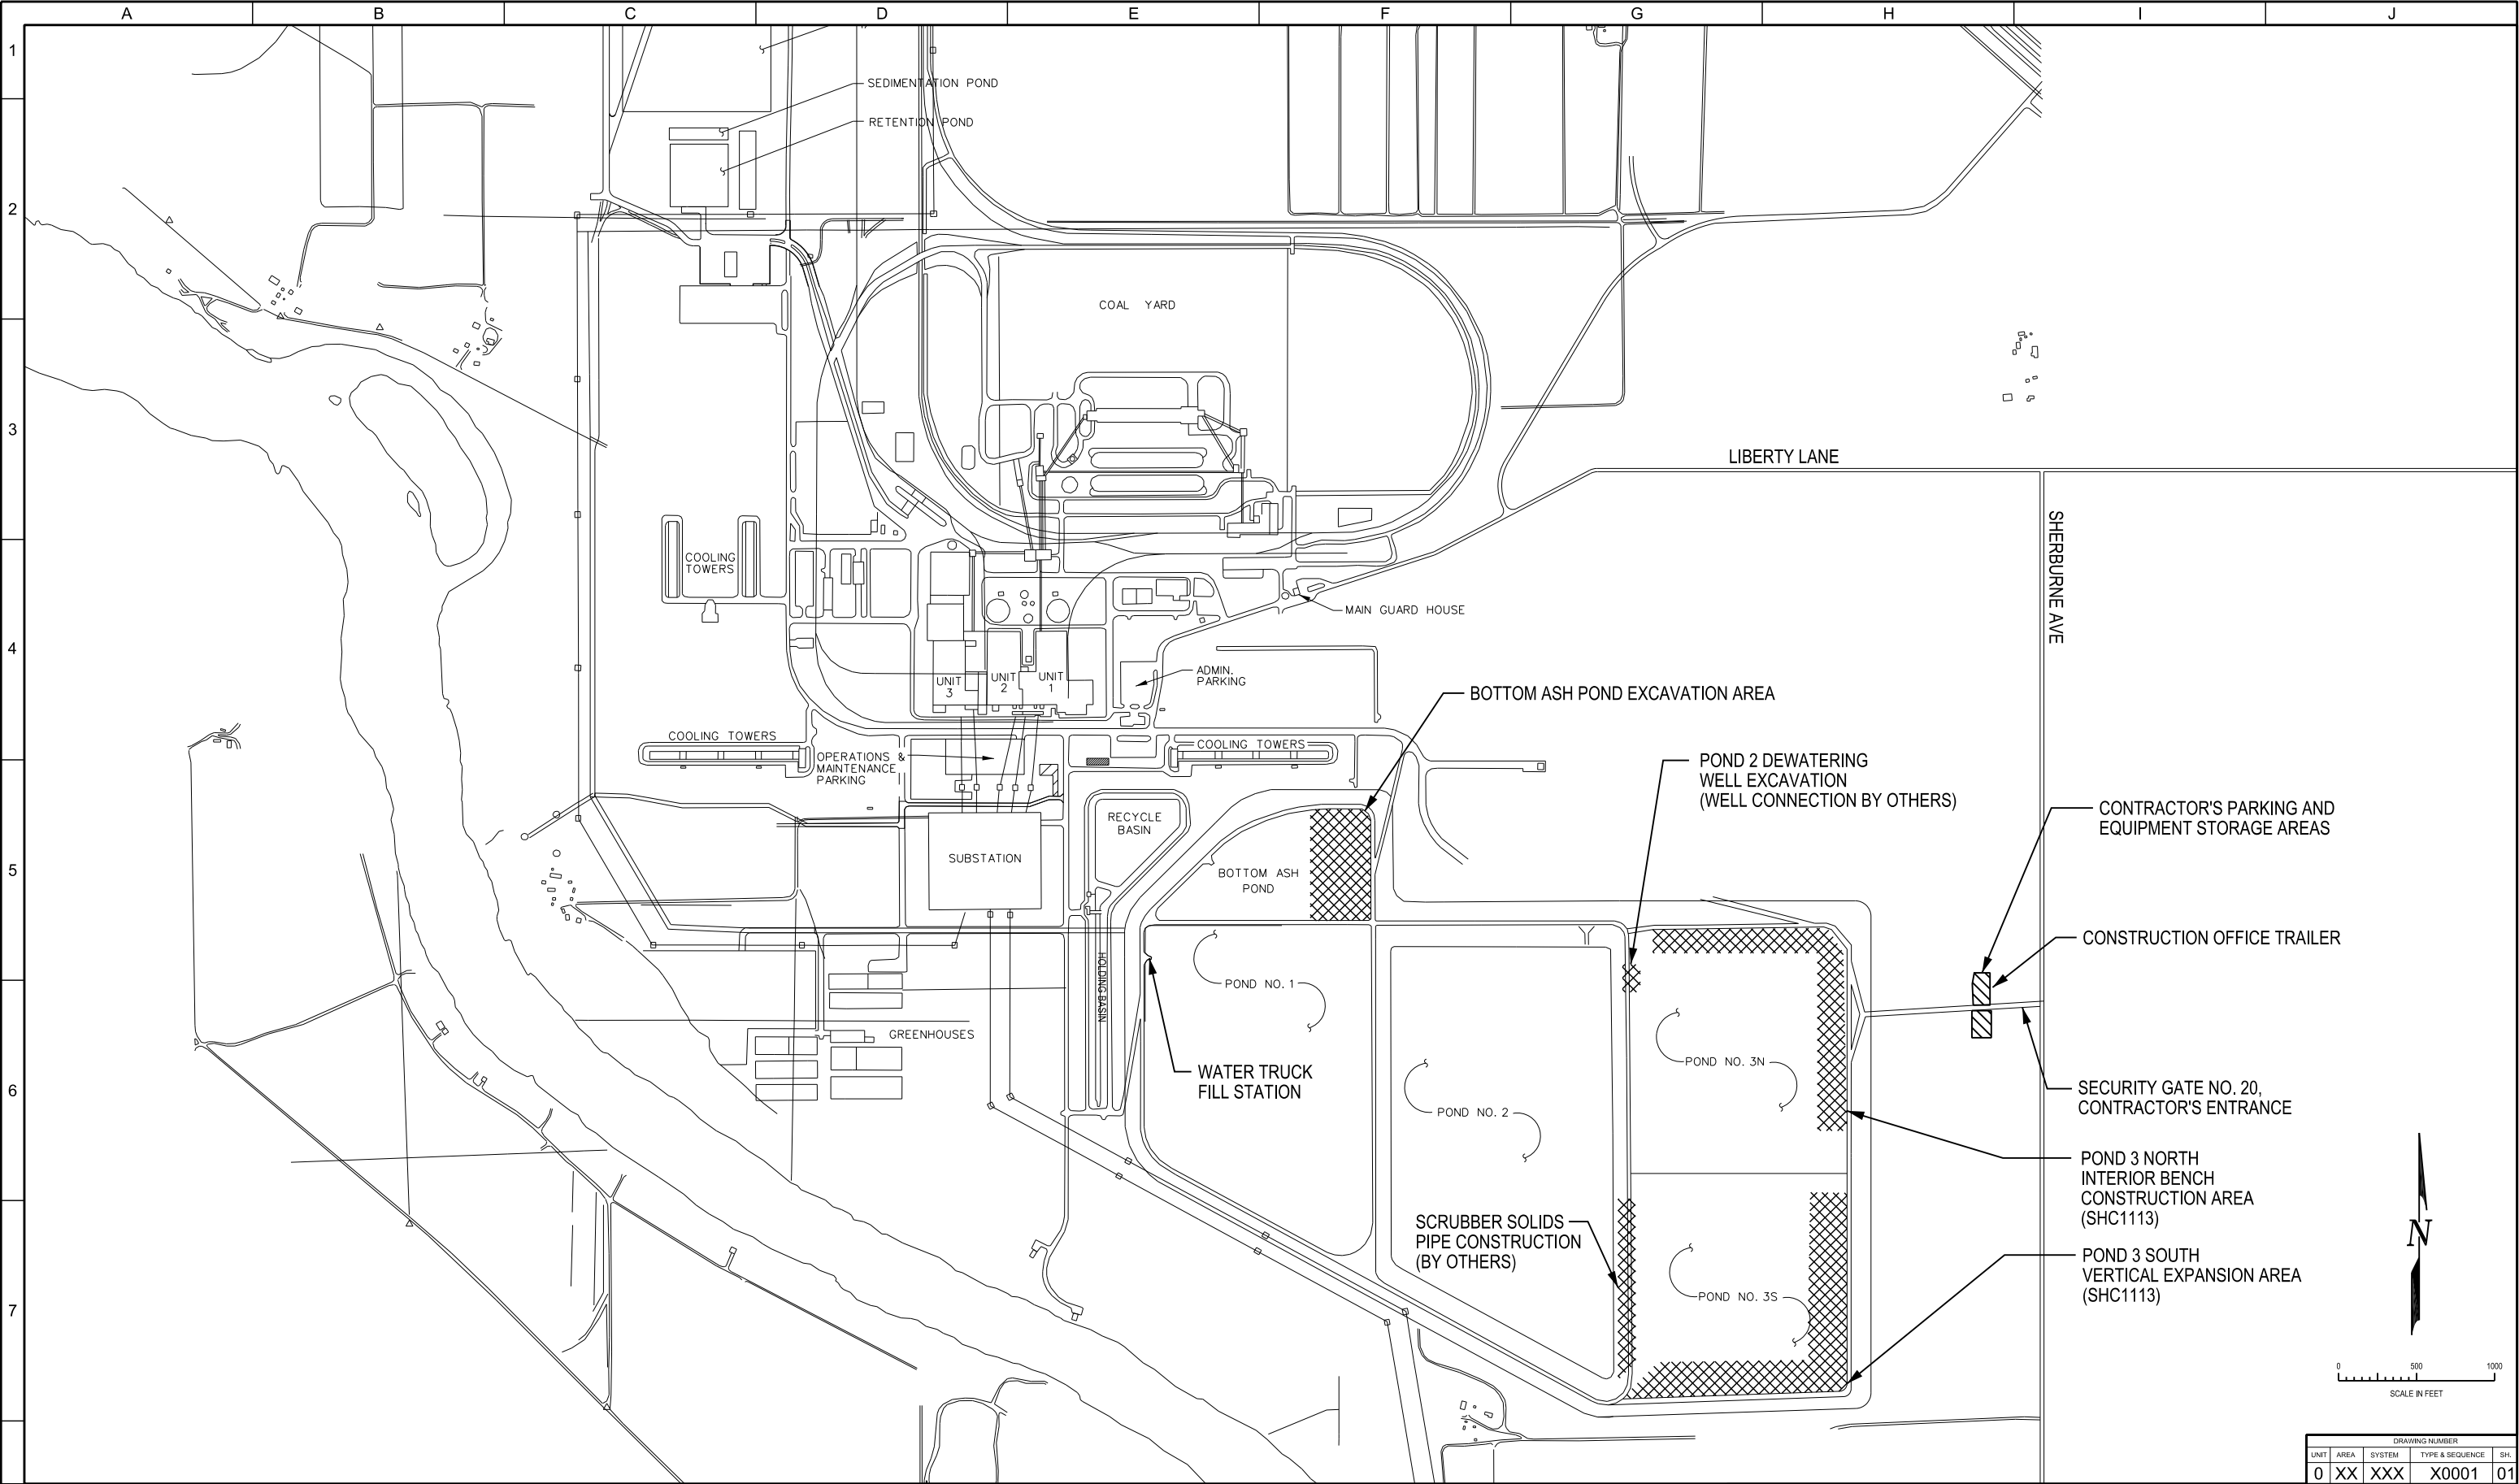 A B C D E F G H I J
1
2
3
4
5
6
7
SEDIMENTATION POND
RETENTION POND
COAL YARD
LIBERTY LANE
SHERBURNE AVE
COOLING
TOWERS
MAIN GUARD HOUSE
ADMIN.
PARKING
UNIT
3
UNIT
2
UNIT
1
BOTTOM ASH POND EXCAVATION AREA
COOLING TOWERS
OPERATIONS &
MAINTENANCE
PARKING
COOLING TOWERS
POND 2 DEWATERING
WELL EXCAVATION
(WELL CONNECTION BY OTHERS)
CONTRACTOR'S PARKING AND
EQUIPMENT STORAGE AREAS
RECYCLE
BASIN
SUBSTATION
BOTTOM ASH
POND
CONSTRUCTION OFFICE TRAILER
HOLDING BASIN
POND NO. 1
GREENHOUSES
WATER TRUCK
FILL STATION
POND NO. 2
POND NO. 3N
SECURITY GATE NO. 20,
CONTRACTOR'S ENTRANCE
POND 3 NORTH
INTERIOR BENCH
CONSTRUCTION AREA
(SHC1113)
SCRUBBER SOLIDS
PIPE CONSTRUCTION
(BY OTHERS)
POND NO. 3S
POND 3 SOUTH
VERTICAL EXPANSION AREA
(SHC1113)
N
0 500 1000
SCALE IN FEET
DRAWING NUMBER
UNIT AREA SYSTEM TYPE & SEQUENCE SH.
0 XX XXX X0001 01